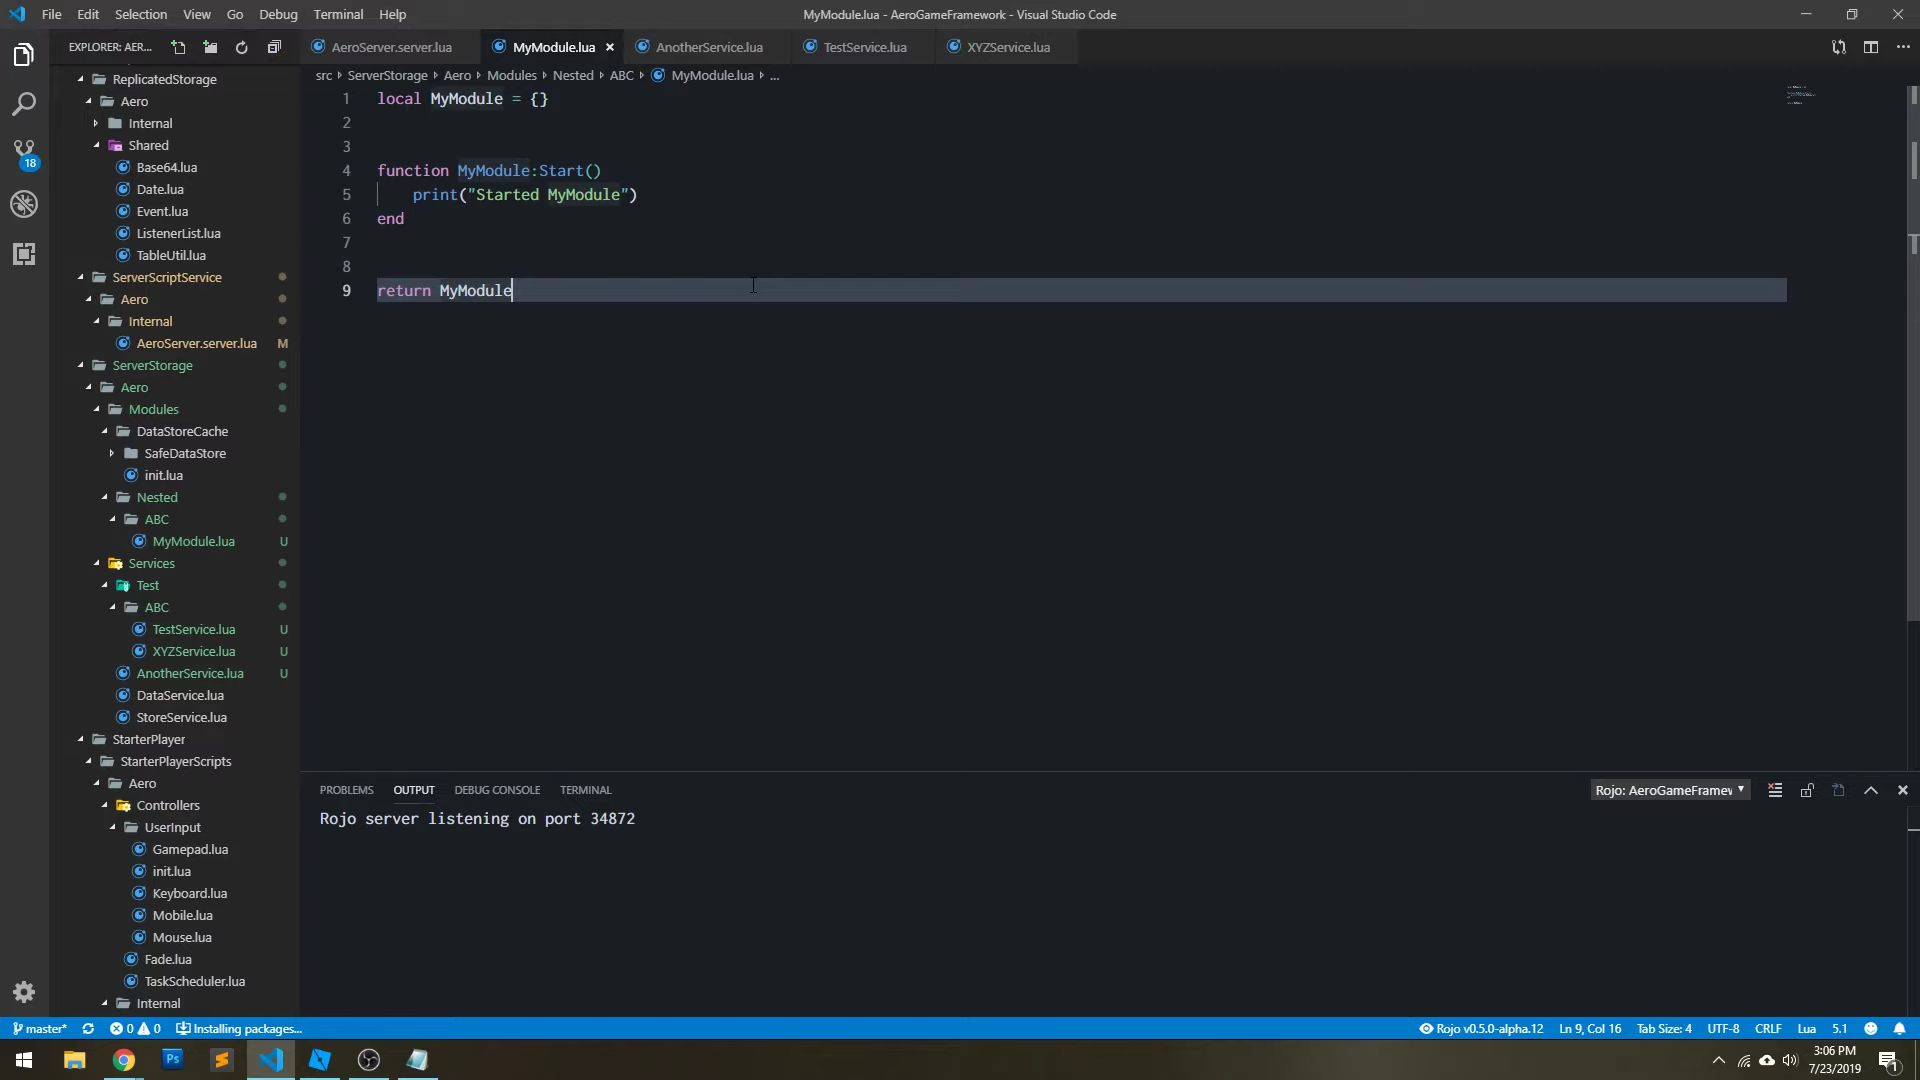 File Edit Selection View Go Debug Terminal Help
MyModule.lua - AeroGameFramework - Visual Studio Code
EXPLORER: AER...
AeroServer.server.lua
MyModule.lua
AnotherService.lua
TestService.lua
XYZService.lua
src
ServerStorage
Aero
Modules
Nested
ABC
MyModule.lua
...
ReplicatedStorage
Aero
Internal
Shared
Base64.lua
Date.lua
Event.lua
ListenerList.lua
TableUtil.lua
ServerScriptService
Aero
Internal
AeroServer.server.lua M
ServerStorage
Aero
Modules
DataStoreCache
SafeDataStore
init.lua
Nested
ABC
MyModule.lua U
Services
Test
ABC
TestService.lua U
XYZService.lua U
AnotherService.lua U
DataService.lua
StoreService.lua
StarterPlayer
StarterPlayerScripts
Aero
Controllers
UserInput
Gamepad.lua
init.lua
Keyboard.lua
Mobile.lua
Mouse.lua
Fade.lua
TaskScheduler.lua
Internal
18
1 local MyModule = {}
2
3
4 function MyModule:Start()
5 print("Started MyModule")
6 end
7
8
9 return MyModule
PROBLEMS OUTPUT DEBUG CONSOLE TERMINAL
Rojo: AeroGameFramew
Rojo server listening on port 34872
master* 0 0 Installing packages...
Rojo v0.5.0-alpha.12 Ln 9, Col 16 Tab Size: 4 UTF-8 CRLF Lua 5.1
Ps
3:06 PM
7/23/2019
1